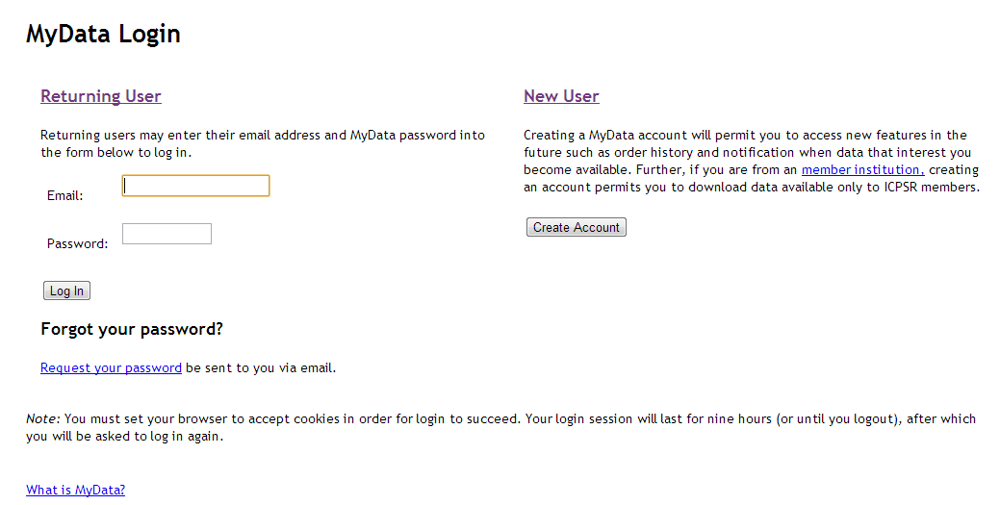 MyData Login
Returning User
Returning users may enter their email address and MyData password into
the form below to log in.
Email:
Password:
Log In
Forgot your password?
Request your password be sent to you via email.
New User
Creating a MyData account will permit you to access new features in the
future such as order history and notification when data that interest you
become available. Further, if you are from an member institution, creating
an account permits you to download data available only to ICPSR members.
Create Account
Note: You must set your browser to accept cookies in order for login to succeed. Your login session will last for nine hours (or until you logout), after which
you will be asked to log in again.
What is MyData?